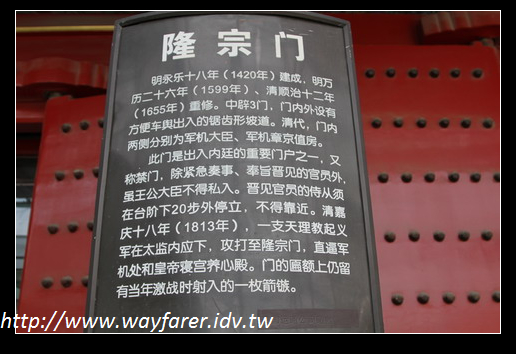 隆宗门
明永乐十八年（1420年）建成，明万
历二十六年（1599年）、清顺治十二年
（1655年）重修。中辟3门，门内外设有
方便车舆出入的锯齿形坡道。清代，门内
两侧分别为军机大臣、军机章京值房。
此门是出入内廷的重要门户之一，又
称禁门，除紧急奏事、奉旨晋见的官员外，
虽王公大臣不得私入。晋见官员的侍从须
在台阶下20步外停立，不得靠近。清嘉
庆十八年（1813年），一支天理教起义
军在太监内应下，攻打至隆宗门，直逼军
机处和皇帝寝宫养心殿。门的匾额上仍留
有当年激战时射入的一枚箭镞。
http://www.wayfarer.idv.tw